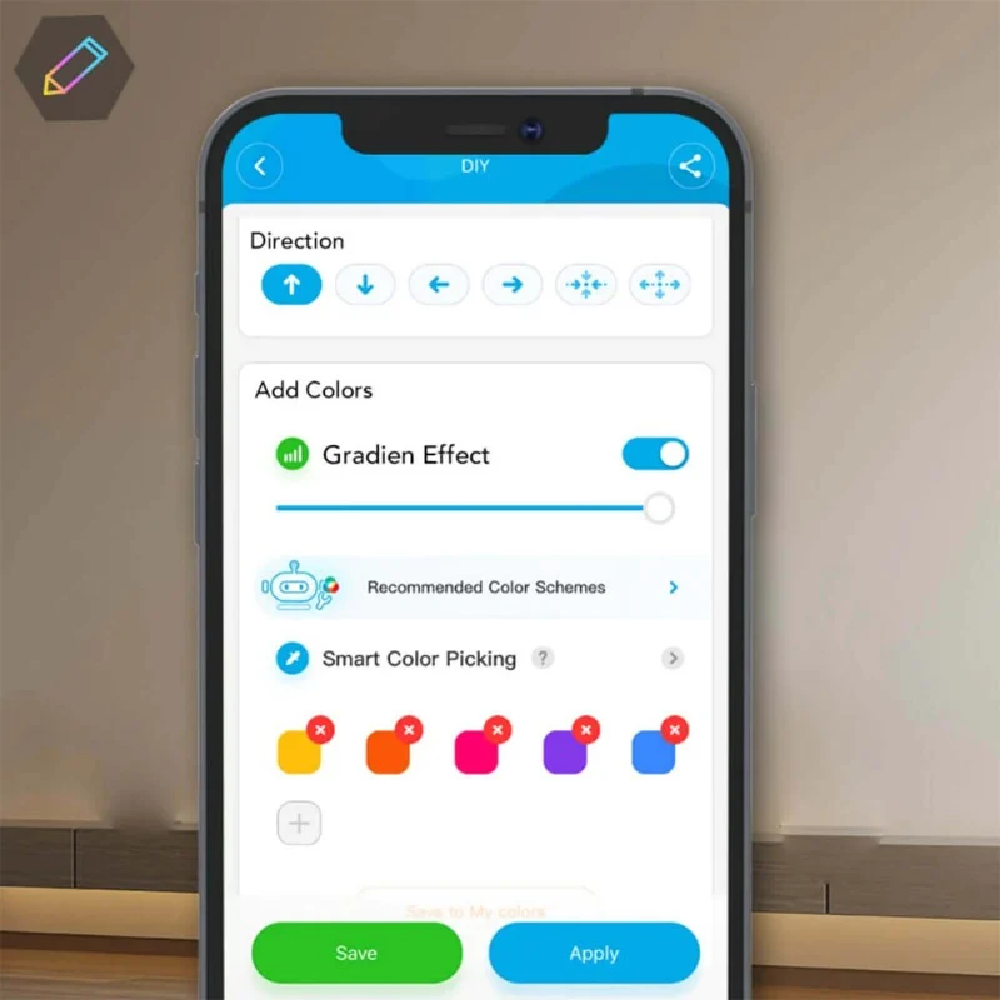 DIY
Direction
Add Colors
Gradien Effect
Recommended Color Schemes
Smart Color Picking ?
Save to My colors
Save
Apply